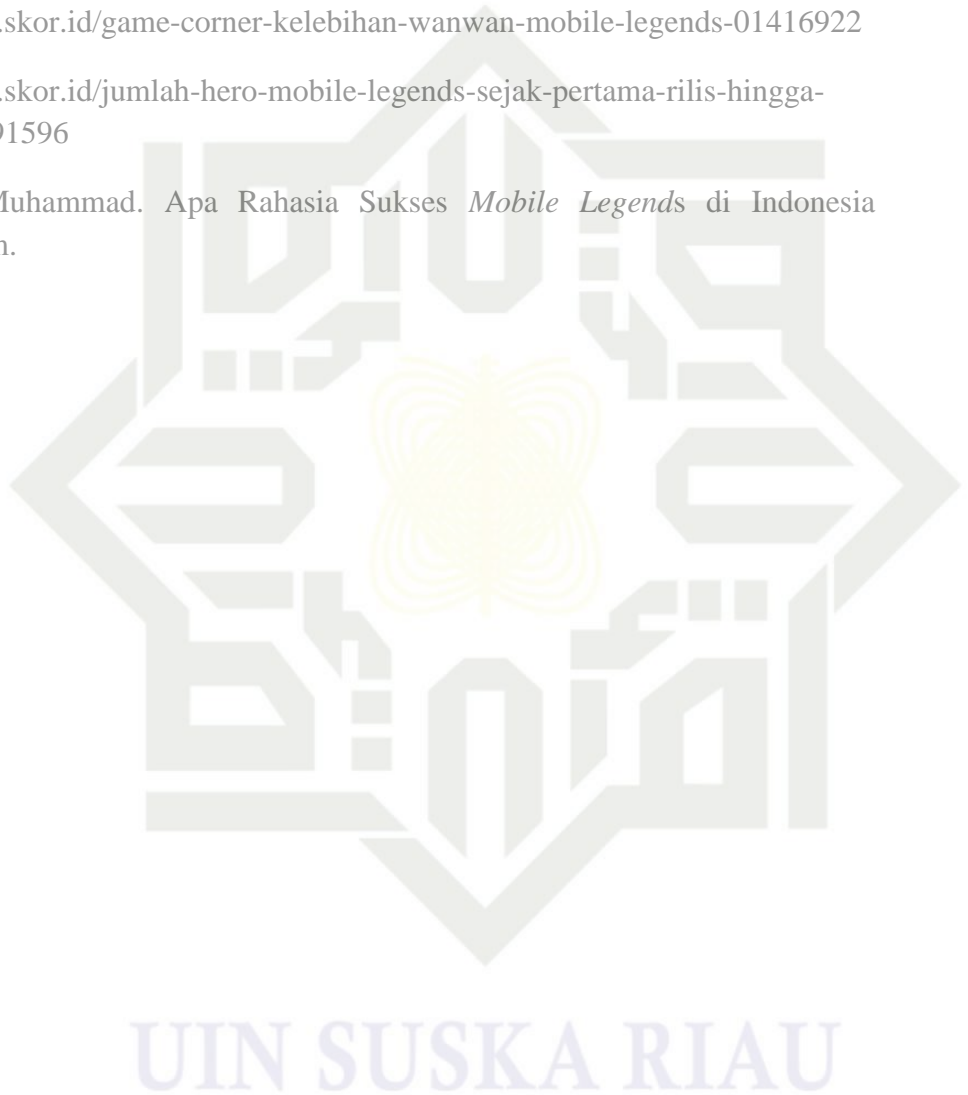 .skor.id/game-corner-kelebihan-wanwan-mobile-legends-01416922
.skor.id/jumlah-hero-mobile-legends-sejak-pertama-rilis-hingga-
91596
Muhammad. Apa Rahasia Sukses Mobile Legends di Indonesia
n.
UIN SUSKA RIAU